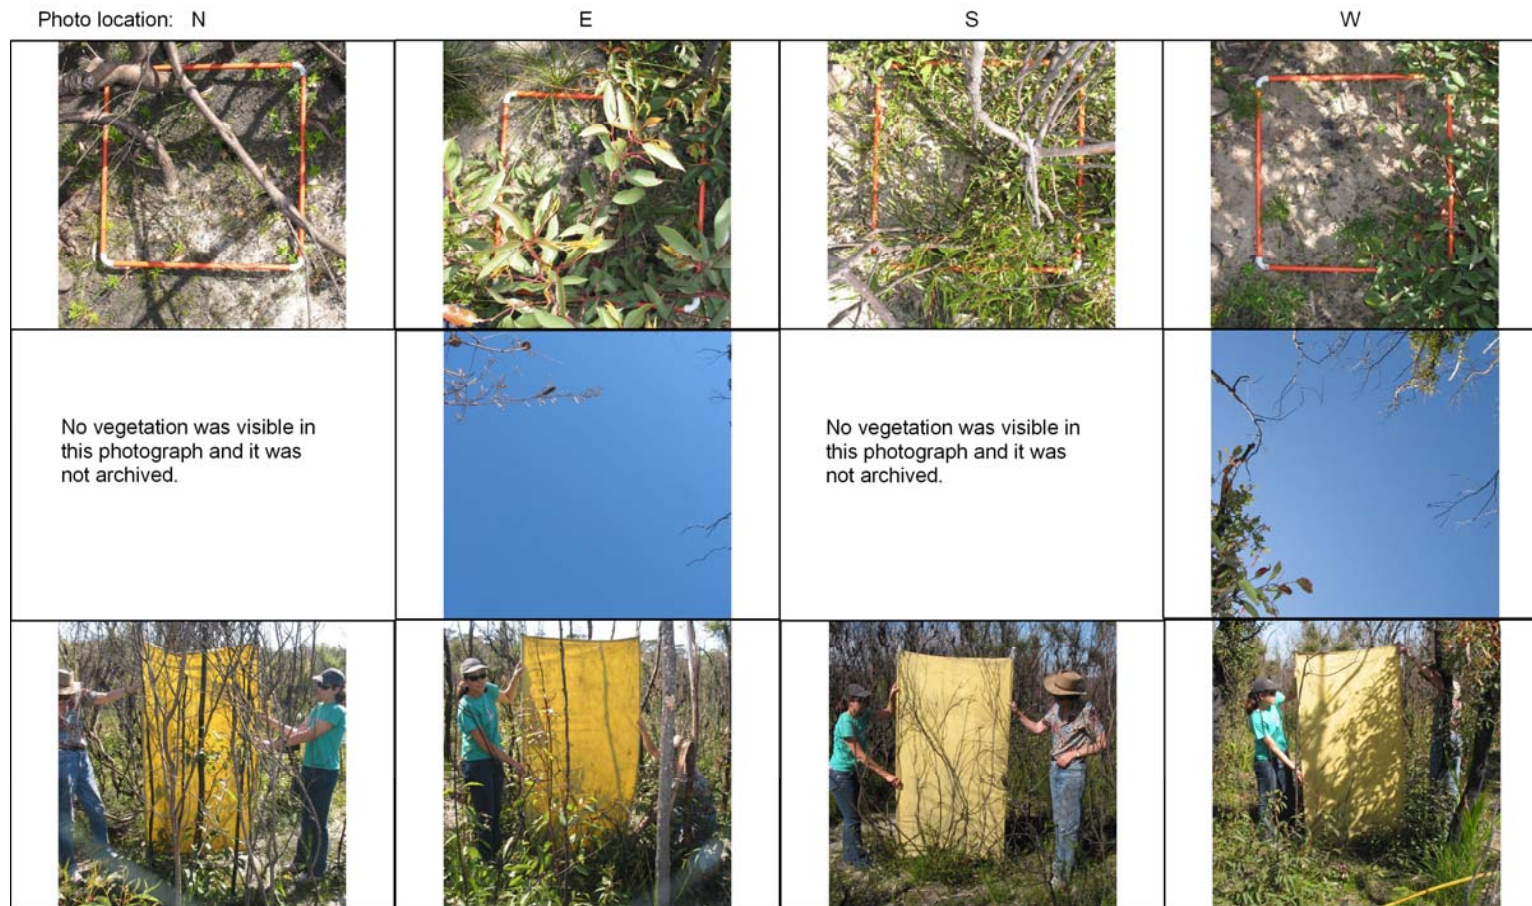 Photo location: N E S W
No vegetation was visible in
this photograph and it was
not archived.
No vegetation was visible in
this photograph and it was
not archived.